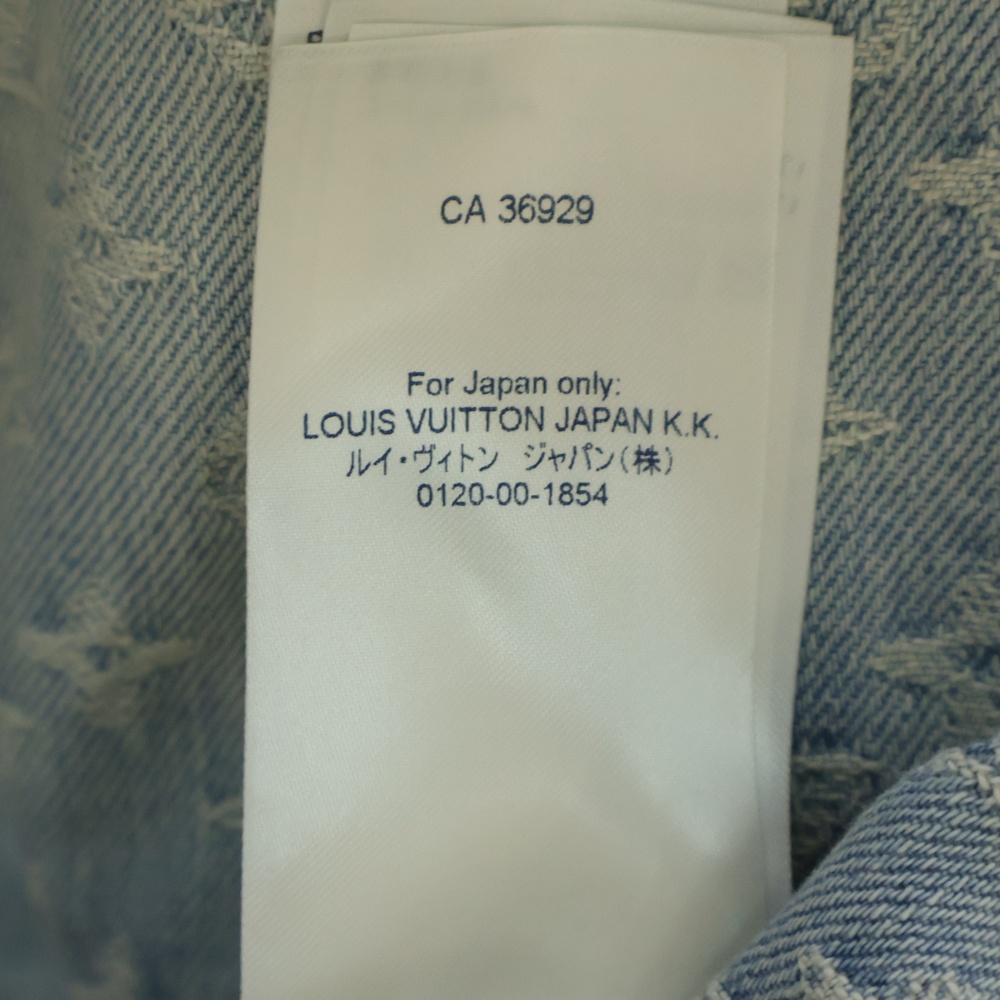 CA 36929
For Japan only:
LOUIS VUITTON JAPAN K.K.
ルイ・ヴィトン ジャパン(株)
0120-00-1854